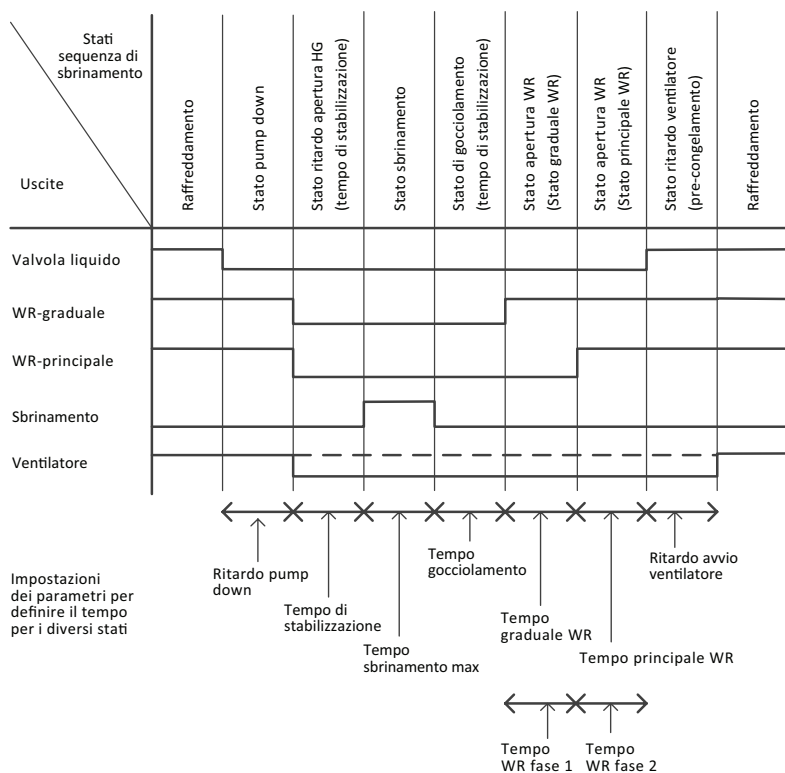 Stati
sequenza di
sbrinamento
Uscite
Raffreddamento
Stato pump down
Stato ritardo apertura HG
(tempo di stabilizzazione)
Stato sbrinamento
Stato di gocciolamento
(tempo di stabilizzazione)
Stato apertura WR
(Stato graduale WR)
Stato apertura WR
(Stato principale WR)
Stato ritardo ventilatore
(pre-congelamento)
Raffreddamento
Valvola liquido
WR-graduale
WR-principale
Sbrinamento
Ventilatore
Impostazioni
dei parametri per
definire il tempo
per i diversi stati
Ritardo pump
down
Tempo di
stabilizzazione
Tempo
sbrinamento max
Tempo
gocciolamento
Tempo
graduale WR
Tempo principale WR
Ritardo avvio
ventilatore
Tempo
WR fase 1
Tempo
WR fase 2